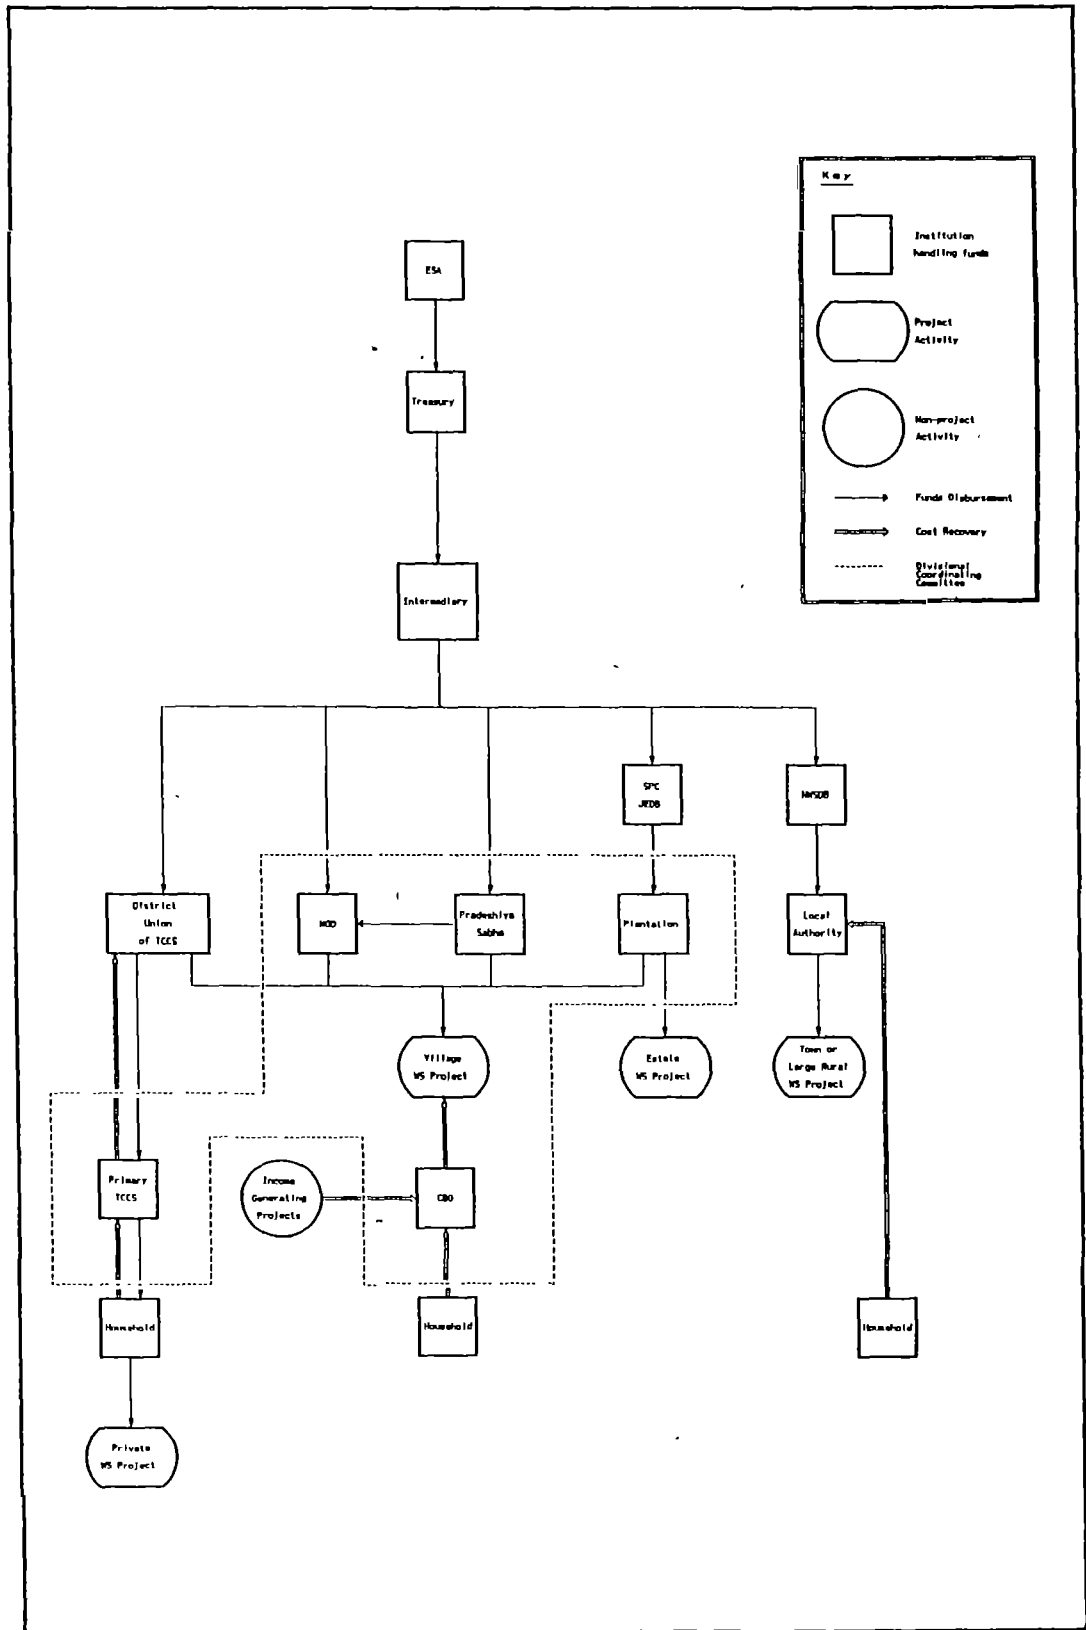 Key
Institution
handling funds
Project
Activity
Non-project
Activity
Funds Disbursement
Cost Recovery
Divisional
Coordinating
Committee
ESA
Treasury
Intermediary
SPC
JEDB
NWSDB
District
Union
of TCCS
Pradeshiya
Sabha
Plantation
Local
Authority
Village
WS Project
Estate
WS Project
Town or
Large Rural
WS Project
Primary
TCCS
Income
Generating
Projects
CBO
Household
Household
Household
Private
WS Project